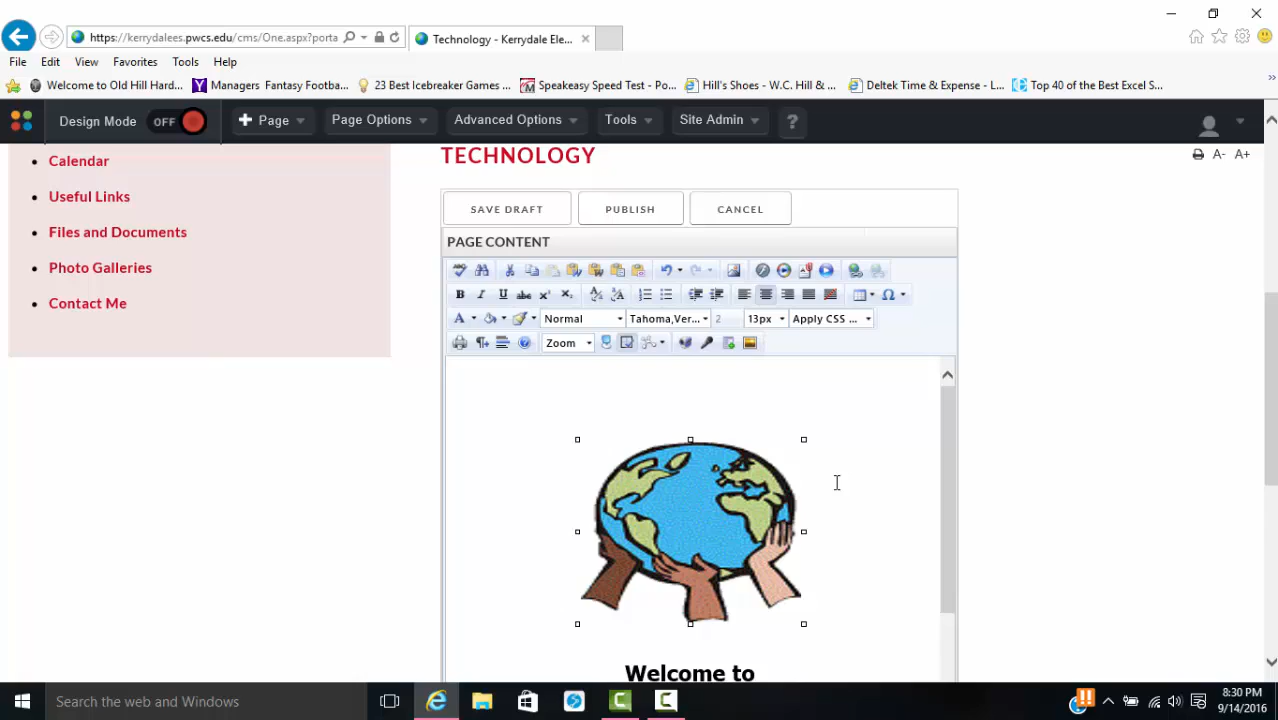 https://kerrydalees.pwcs.edu/cms/One.aspx?porta
Technology - Kerrydale Ele...
File Edit View Favorites Tools Help
Welcome to Old Hill Hard... Managers Fantasy Footba... 23 Best Icebreaker Games ... Speakeasy Speed Test - Po... Hill's Shoes - W.C. Hill & ... Deltek Time & Expense - L... Top 40 of the Best Excel S...
Design Mode OFF Page Page Options Advanced Options Tools Site Admin ?
Calendar
Useful Links
Files and Documents
Photo Galleries
Contact Me
TECHNOLOGY
A- A+
SAVE DRAFT PUBLISH CANCEL
PAGE CONTENT
B I U abc x² x₂
A Normal Tahoma,Ver... 2 13px Apply CSS ...
Zoom
Welcome to
Search the web and Windows
8:30 PM
9/14/2016